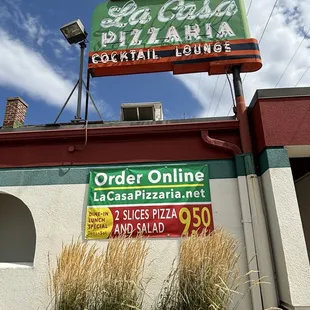 La Casa
PIZZARIA
COCKTAIL LOUNGE
Order Online
LaCasaPizzaria.net
DINE-IN
LUNCH
SPECIAL
2 SLICES PIZZA
AND SALAD
9.50